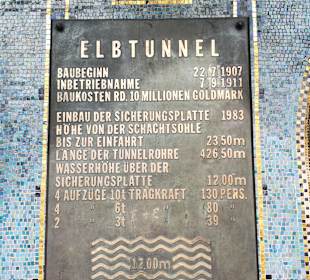 ELBTUNNEL
BAUBEGINN 22.7.1907
INBETRIEBNAHME 7.9.1911
BAUKOSTEN RD. 10 MILLIONEN GOLDMARK
EINBAU DER SICHERUNGSPLATTE 1983
HÖHE VON DER SCHACHTSOHLE
BIS ZUR EINFAHRT 23,50m
LÄNGE DER TUNNELROHRE 426,50m
WASSERHÖHE ÜBER DER
SICHERUNGSPLATTE 12,00m
4 AUFZÜGE 10t TRAGKRAFT 130 PERS.
4 " 6t " 80 "
2 " 3t " 39 "
12,00m